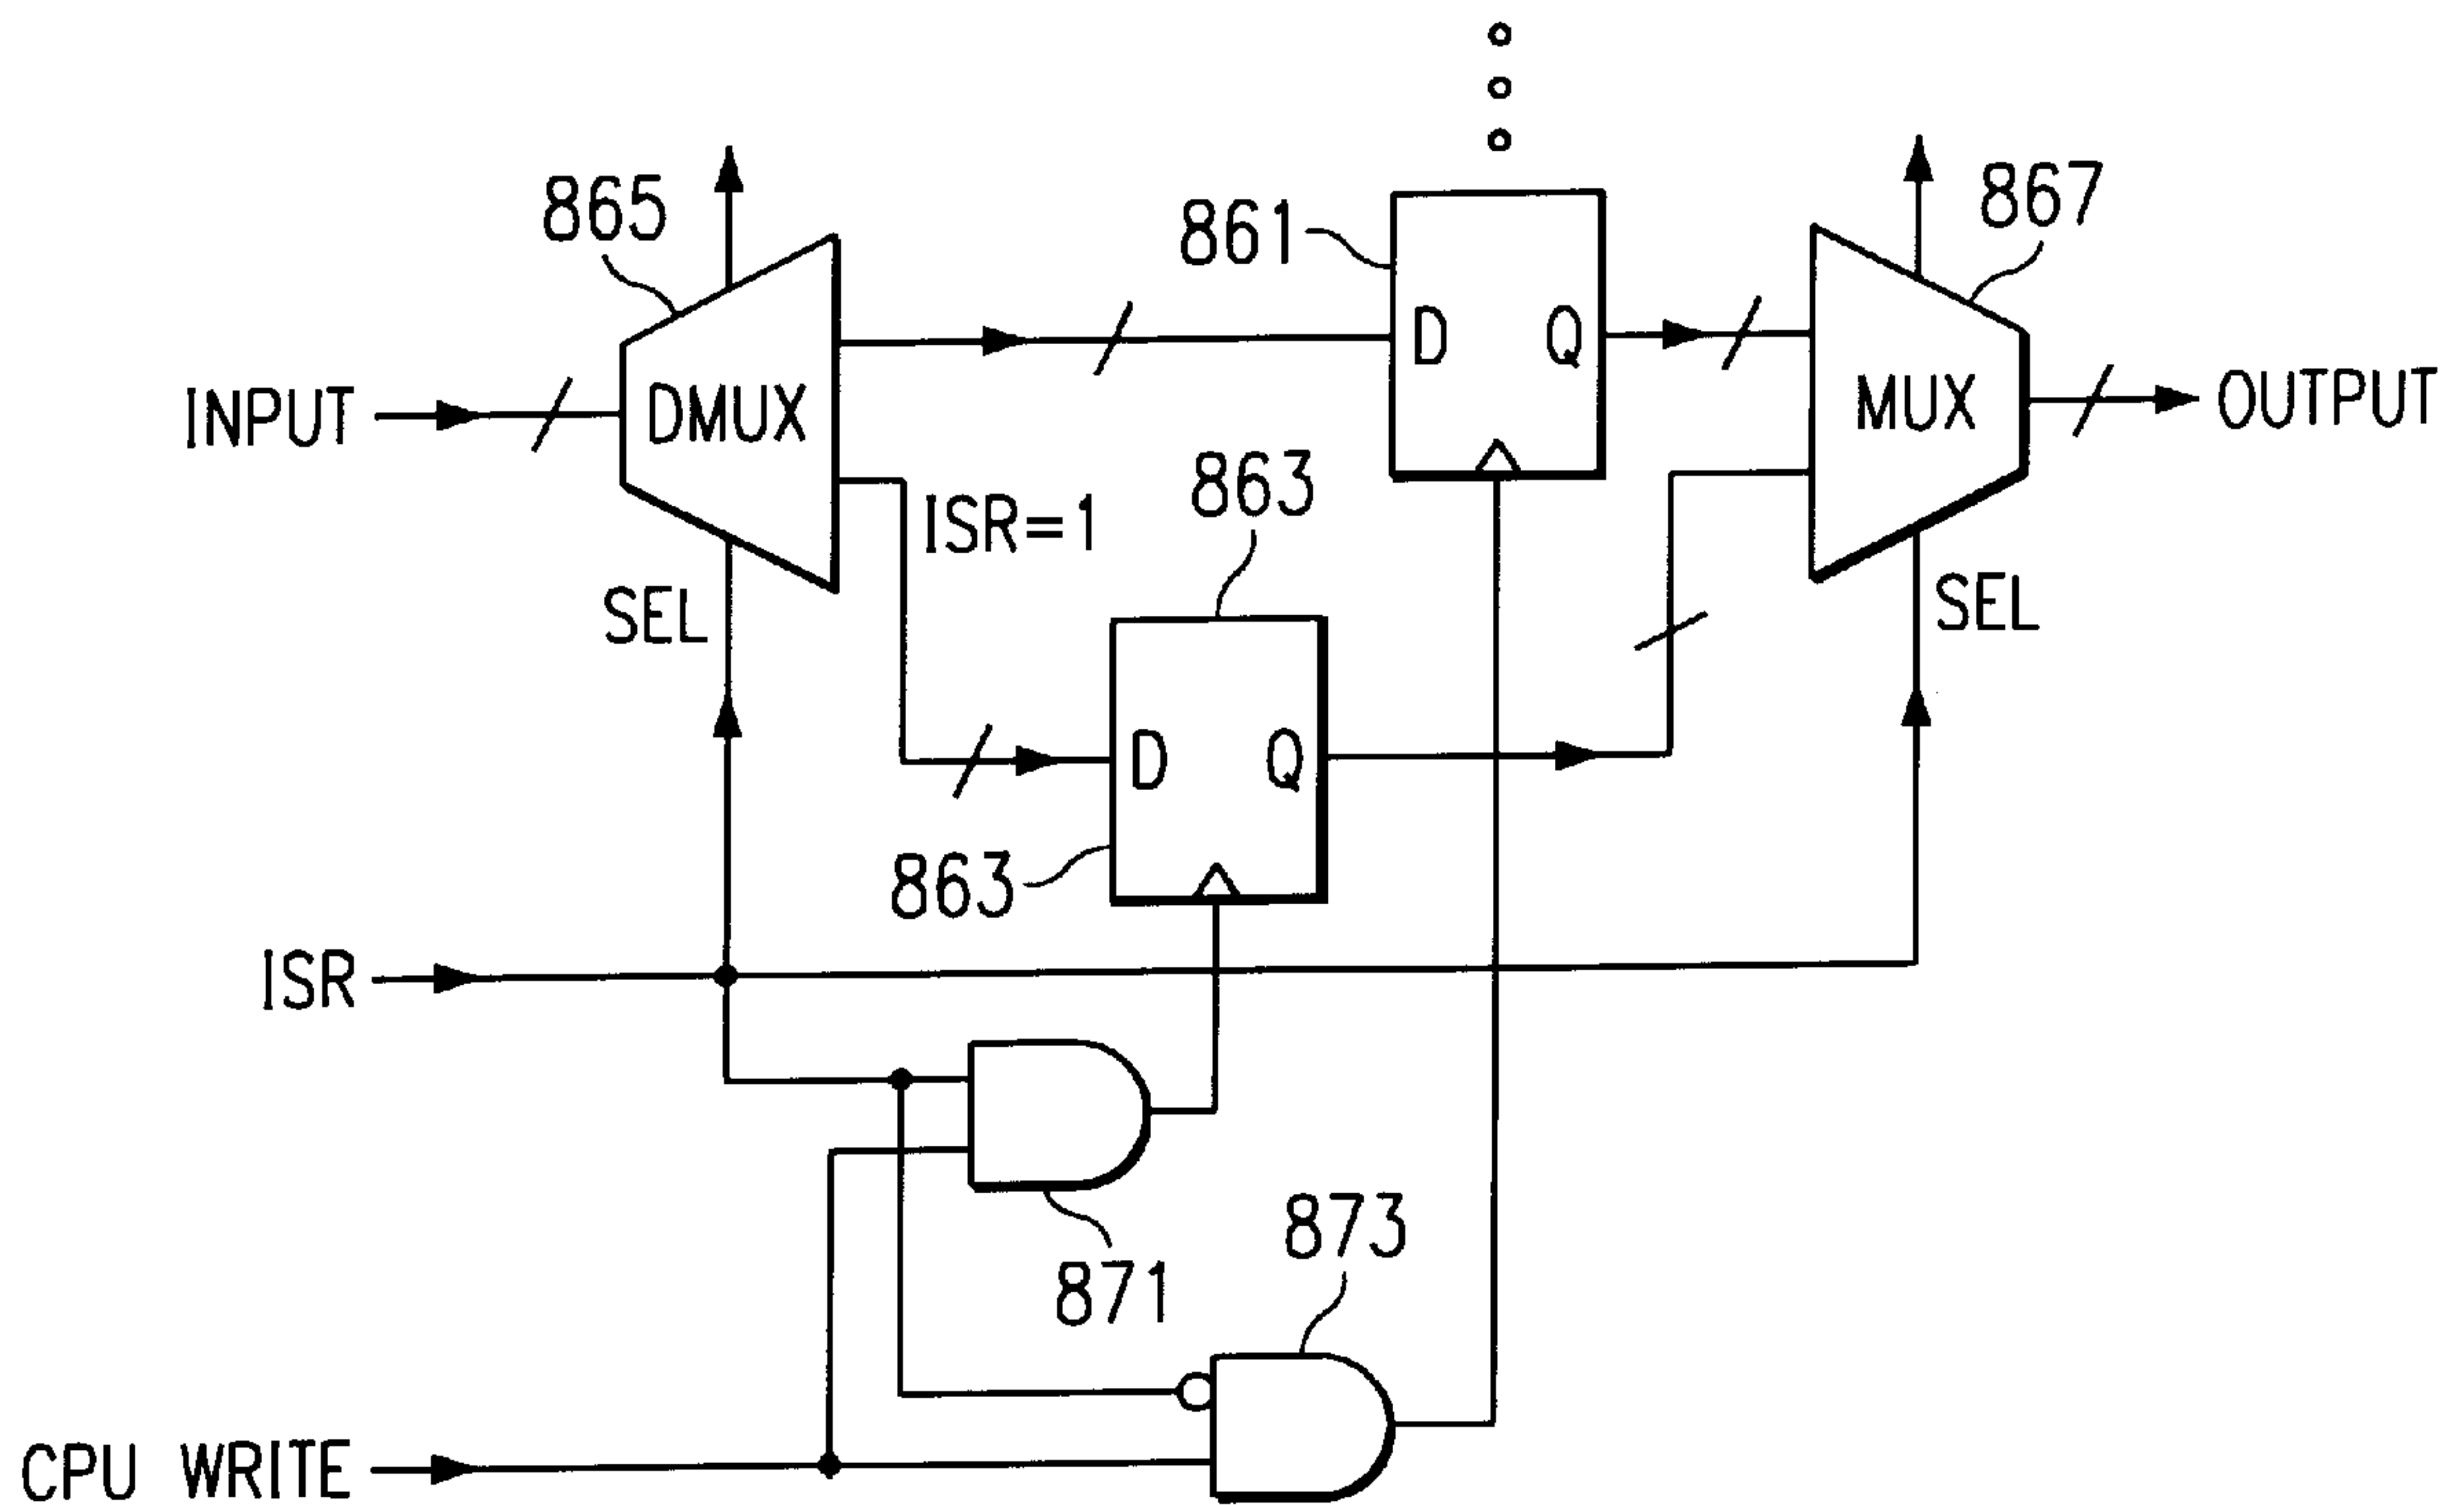 865
861
867
D Q
INPUT
DMUX
MUX
OUTPUT
863
ISR=1
SEL
SEL
D Q
863
ISR
871
873
CPU WRITE